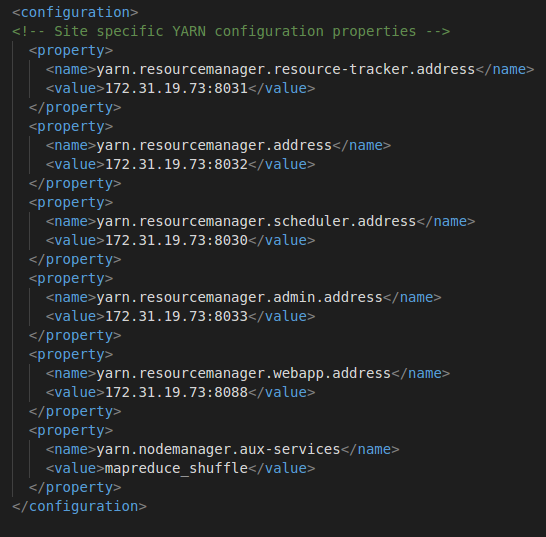 <configuration>
<!-- Site specific YARN configuration properties -->
<property>
<name>yarn.resourcemanager.resource-tracker.address</name>
<value>172.31.19.73:8031</value>
</property>
<property>
<name>yarn.resourcemanager.address</name>
<value>172.31.19.73:8032</value>
</property>
<property>
<name>yarn.resourcemanager.scheduler.address</name>
<value>172.31.19.73:8030</value>
</property>
<property>
<name>yarn.resourcemanager.admin.address</name>
<value>172.31.19.73:8033</value>
</property>
<property>
<name>yarn.resourcemanager.webapp.address</name>
<value>172.31.19.73:8088</value>
</property>
<property>
<name>yarn.nodemanager.aux-services</name>
<value>mapreduce_shuffle</value>
</property>
</configuration>